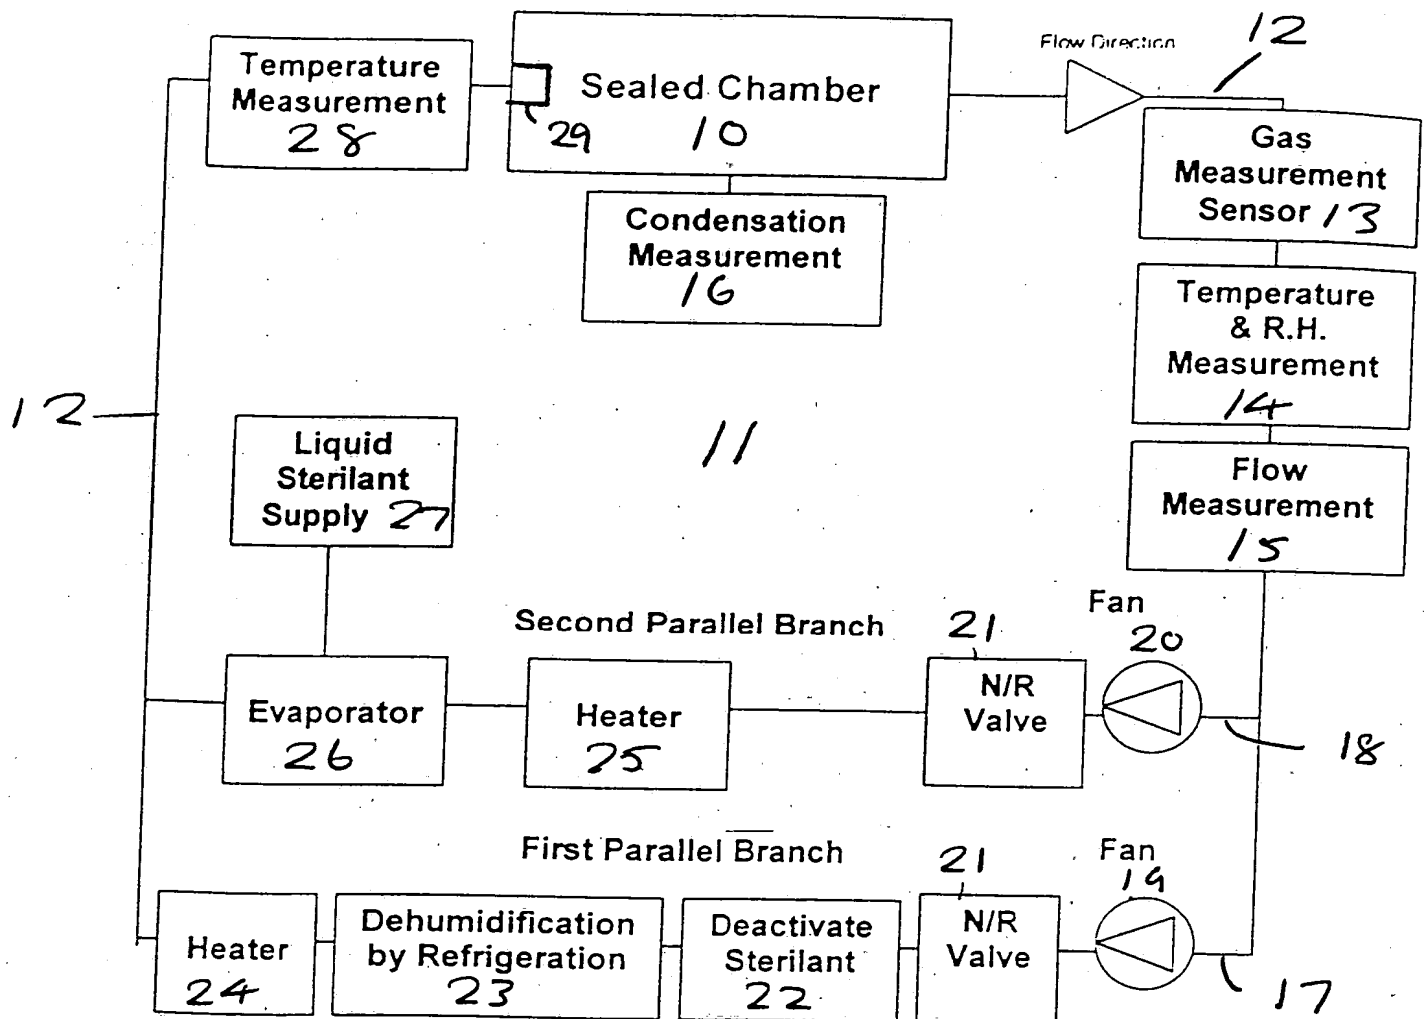 Flow Direction
12
Temperature
Measurement
28
Sealed Chamber
29
10
Gas
Measurement
Sensor 13
Condensation
Measurement
16
Temperature
& R.H.
Measurement
14
12
11
Liquid
Sterilant
Supply 27
Flow
Measurement
15
Second Parallel Branch
21
Fan
20
N/R
Valve
Evaporator
26
Heater
25
18
First Parallel Branch
21
Fan
19
Heater
24
Dehumidification
by Refrigeration
23
Deactivate
Sterilant
22
N/R
Valve
17